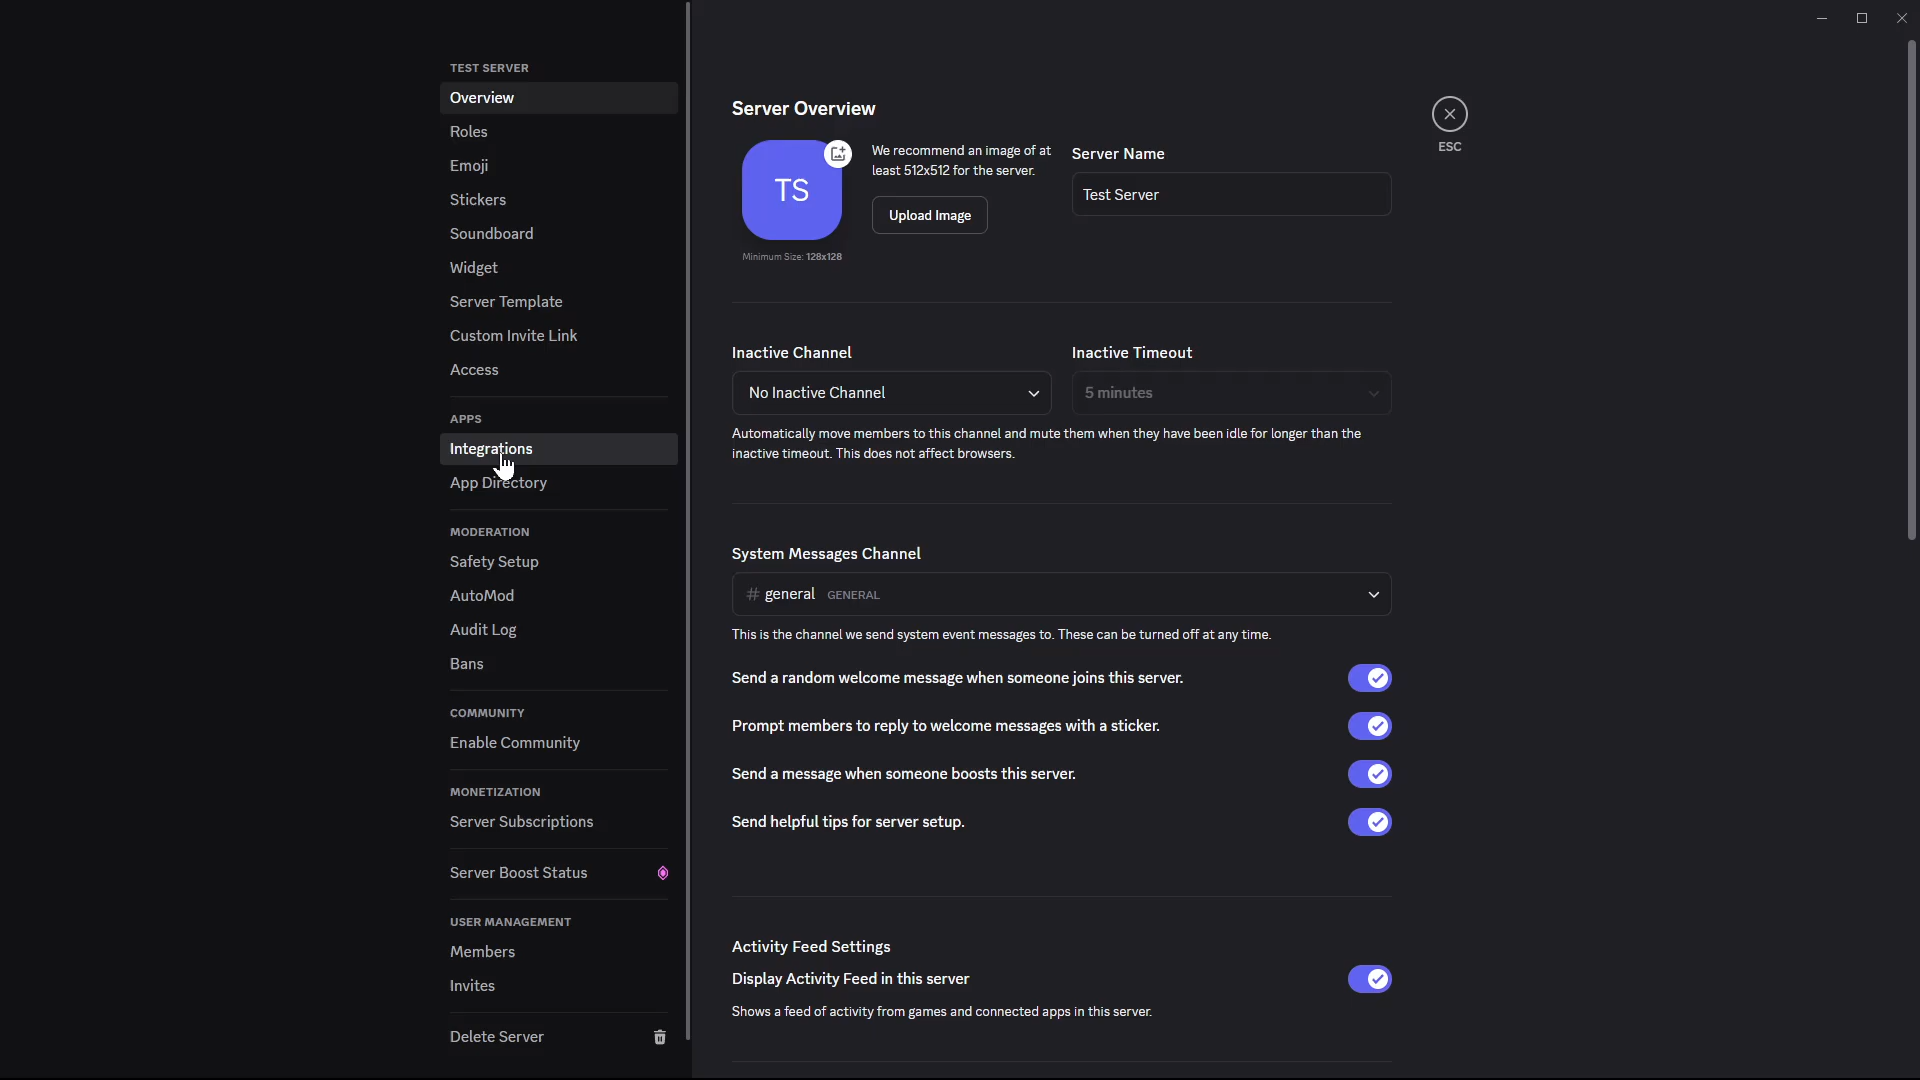 TEST SERVER
Overview
Roles
Emoji
Stickers
Soundboard
Widget
Server Template
Custom Invite Link
Access
APPS
Integrations
App Directory
MODERATION
Safety Setup
AutoMod
Audit Log
Bans
COMMUNITY
Enable Community
MONETIZATION
Server Subscriptions
Server Boost Status
USER MANAGEMENT
Members
Invites
Delete Server
Server Overview
TS
Minimum Size: 128x128
We recommend an image of at
least 512x512 for the server.
Upload Image
Server Name
Test Server
ESC
Inactive Channel
No Inactive Channel
Inactive Timeout
5 minutes
Automatically move members to this channel and mute them when they have been idle for longer than the
inactive timeout. This does not affect browsers.
System Messages Channel
# general GENERAL
This is the channel we send system event messages to. These can be turned off at any time.
Send a random welcome message when someone joins this server.
Prompt members to reply to welcome messages with a sticker.
Send a message when someone boosts this server.
Send helpful tips for server setup.
Activity Feed Settings
Display Activity Feed in this server
Shows a feed of activity from games and connected apps in this server.